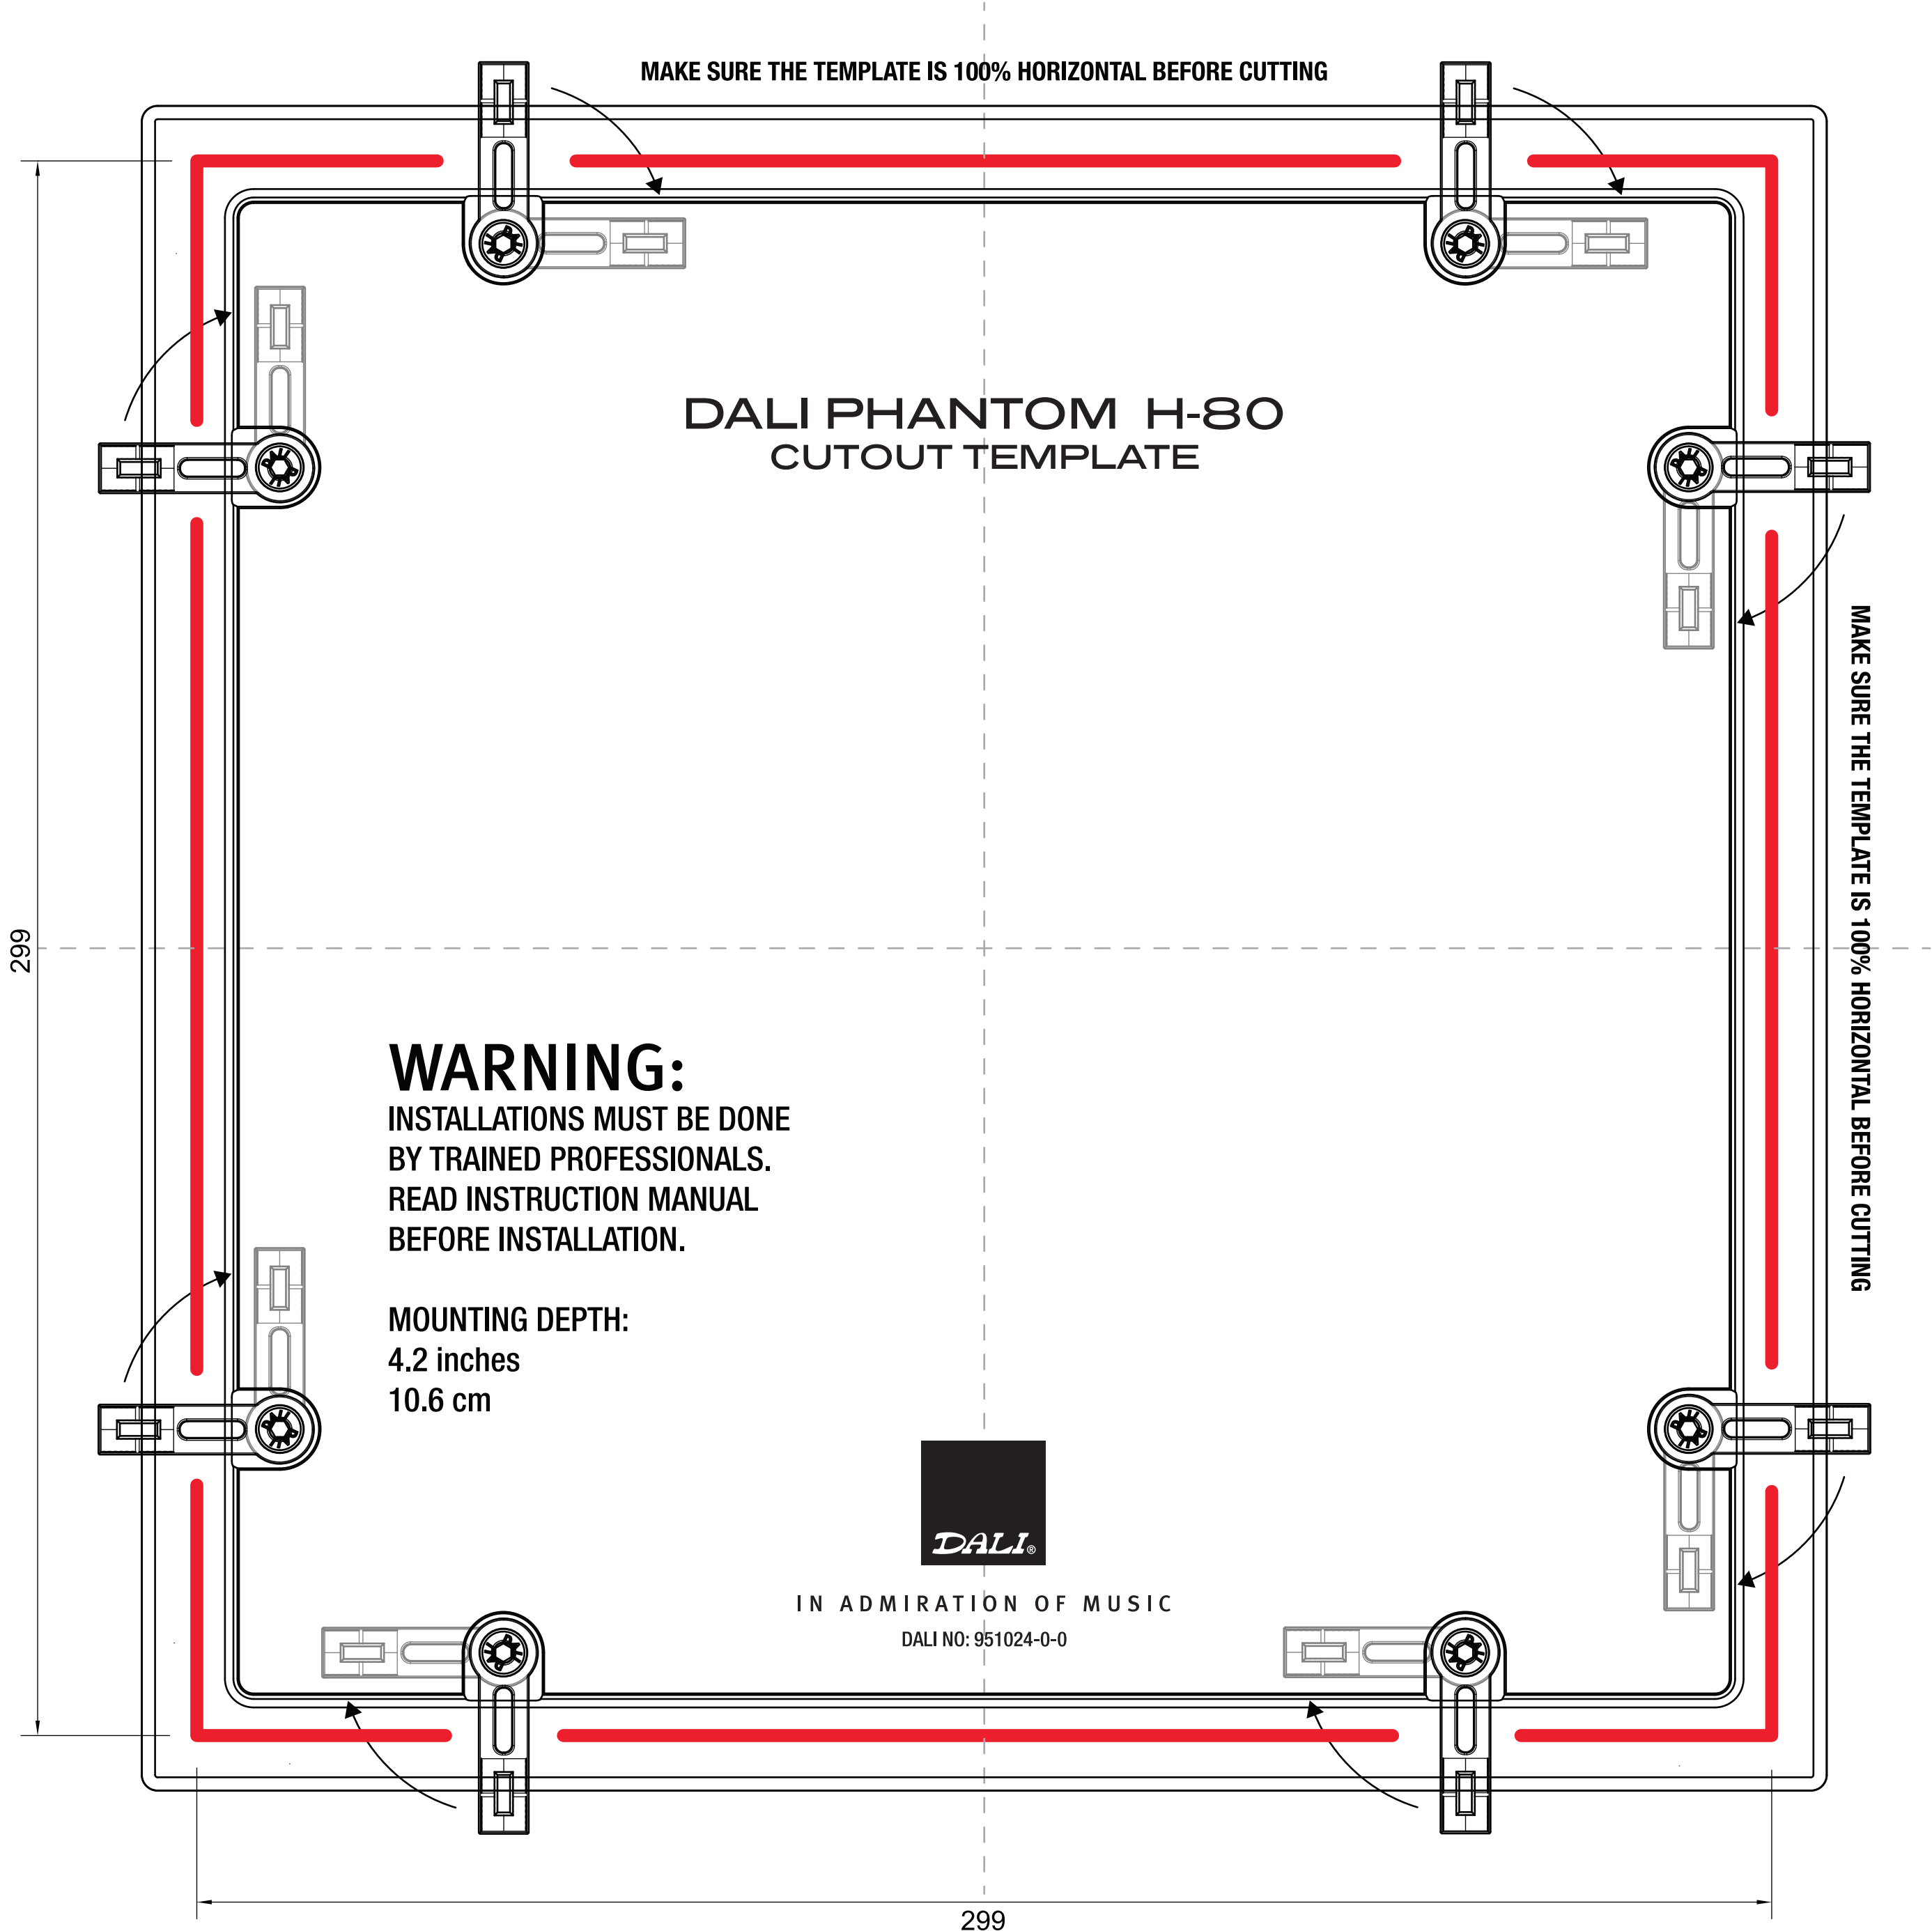 MAKE SURE THE TEMPLATE IS 100% HORIZONTAL BEFORE CUTTING
DALI PHANTOM H-80
CUTOUT TEMPLATE
MAKE SURE THE TEMPLATE IS 100% HORIZONTAL BEFORE CUTTING
299
WARNING:
INSTALLATIONS MUST BE DONE
BY TRAINED PROFESSIONALS.
READ INSTRUCTION MANUAL
BEFORE INSTALLATION.
MOUNTING DEPTH:
4.2 inches
10.6 cm
DALI®
IN ADMIRATION OF MUSIC
DALI NO: 951024-0-0
299